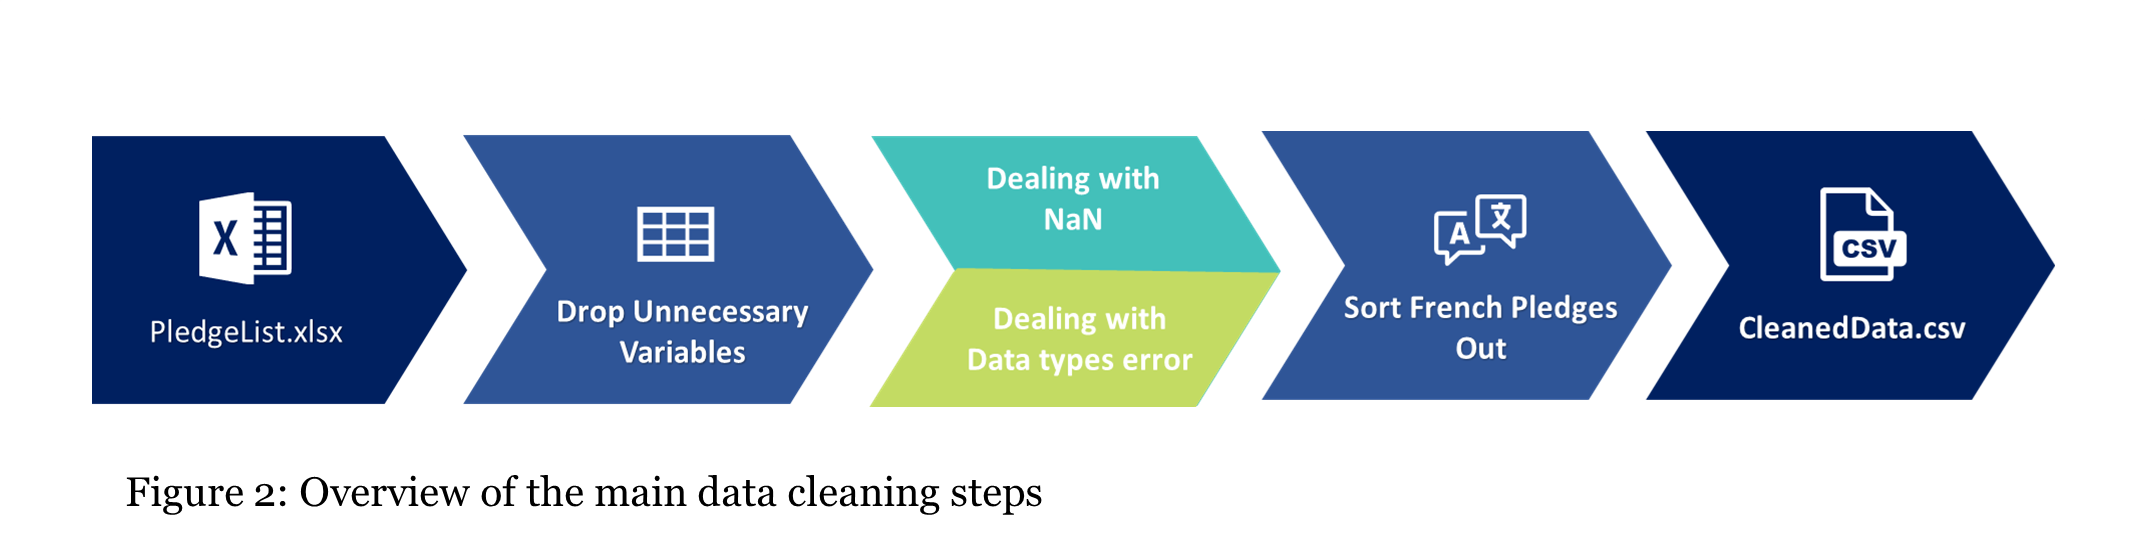 X
PledgeList.xlsx
Drop Unnecessary
Variables
Dealing with
NaN
Dealing with
Data types error
A 文
Sort French Pledges
Out
CSV
CleanedData.csv
Figure 2: Overview of the main data cleaning steps